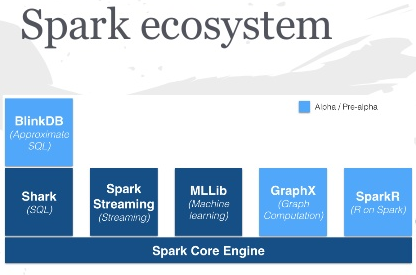 Spark ecosystem
Alpha / Pre-alpha
BlinkDB
(Approximate
SQL)
Shark
(SQL)
Spark
Streaming
(Streaming)
MLLib
(Machine
learning)
GraphX
(Graph
Computation)
SparkR
(R on Spark)
Spark Core Engine